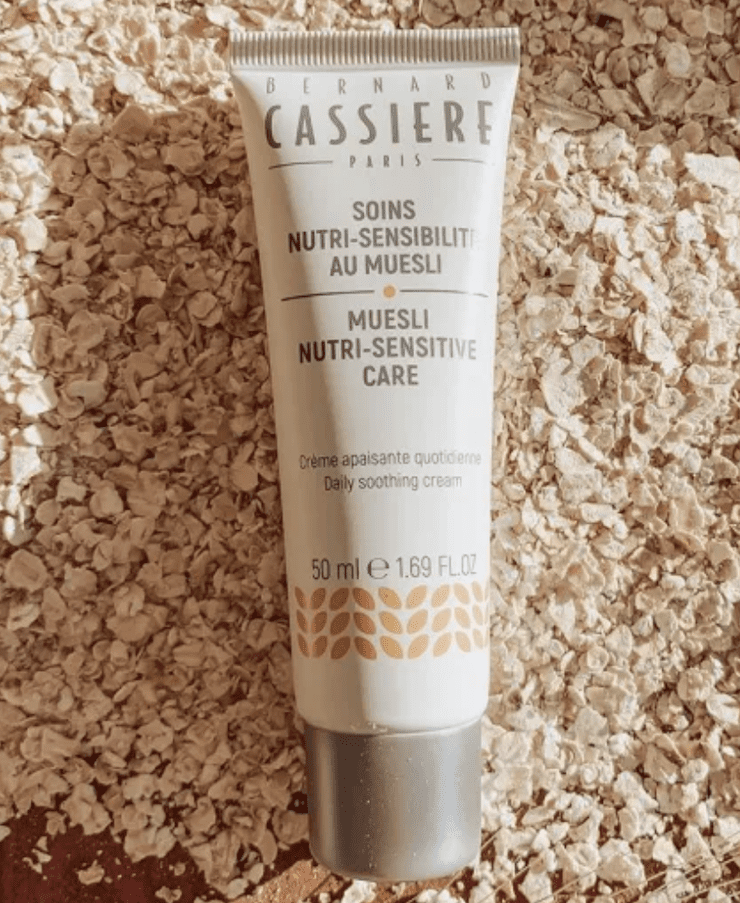 BERNARD
CASSIERE
PARIS
SOINS
NUTRI-SENSIBILITE
AU MUESLI
MUESLI
NUTRI-SENSITIVE
CARE
Crème apaisante quotidienne
Daily soothing cream
50 ml e 1.69 FL.OZ